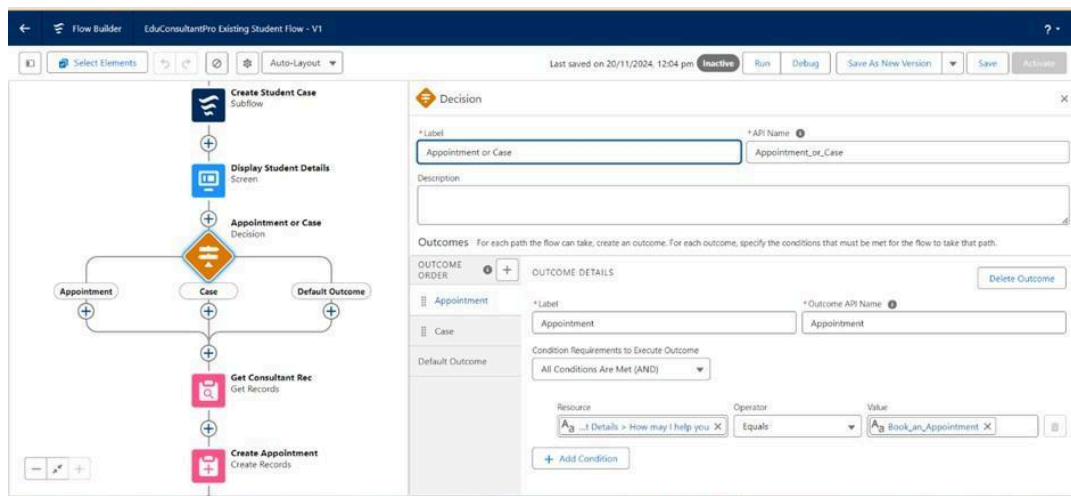 Flow Builder EduConsultantPro Existing Student Flow - V1 ?
Select Elements Auto-Layout Last saved on 20/11/2024, 12:04 pm Inactive Run Debug Save As New Version Save Activate
Create Student Case
Subflow
Display Student Details
Screen
Appointment or Case
Decision
Appointment Case Default Outcome
Get Consultant Rec
Get Records
Create Appointment
Create Records
Decision
*Label *API Name
Appointment or Case Appointment_or_Case
Description
Outcomes For each path the flow can take, create an outcome. For each outcome, specify the conditions that must be met for the flow to take that path.
OUTCOME ORDER
OUTCOME DETAILS Delete Outcome
Appointment
Case
Default Outcome
*Label *Outcome API Name
Appointment Appointment
Condition Requirements to Execute Outcome
All Conditions Are Met (AND)
Resource Operator Value
Aa ...t Details > How may I help you Equals Aa Book_an_Appointment
+ Add Condition